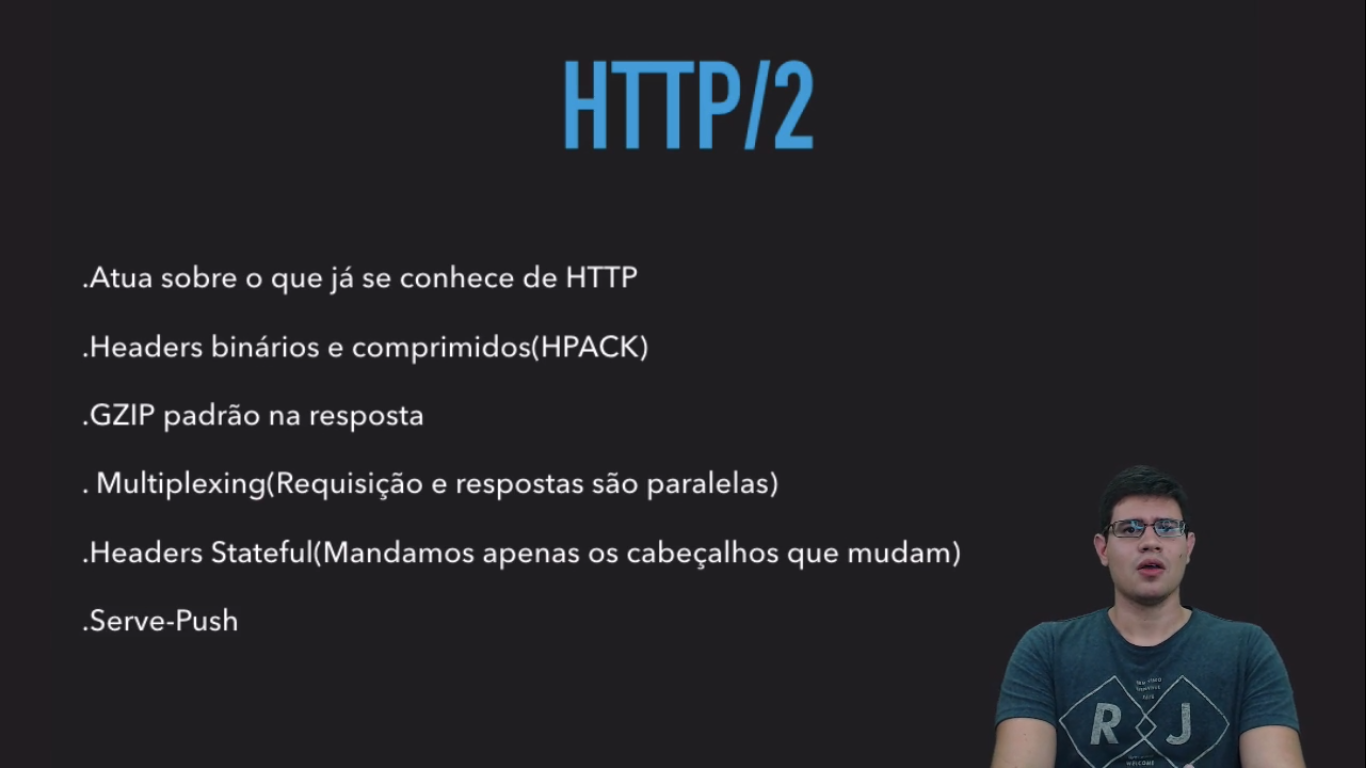 HTTP/2
.Atua sobre o que já se conhece de HTTP
.Headers binários e comprimidos(HPACK)
.GZIP padrão na resposta
. Multiplexing(Requisição e respostas são paralelas)
.Headers Stateful(Mandamos apenas os cabeçalhos que mudam)
.Serve-Push
R J